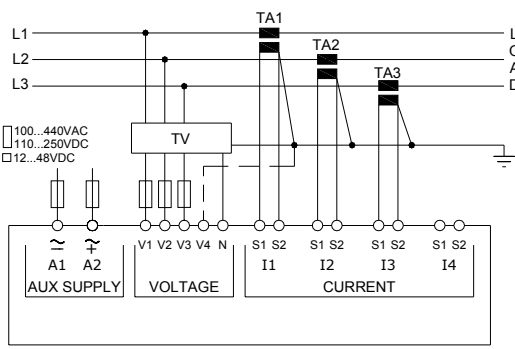 TA1
L1
TA2
L2
TA3
L3
L
O
A
D
100...440VAC
110...250VDC
12...48VDC
TV
V1 V2 V3 V4 N S1 S2 S1 S2 S1 S2 S1 S2
A1 A2 I1 I2 I3 I4
AUX SUPPLY VOLTAGE CURRENT